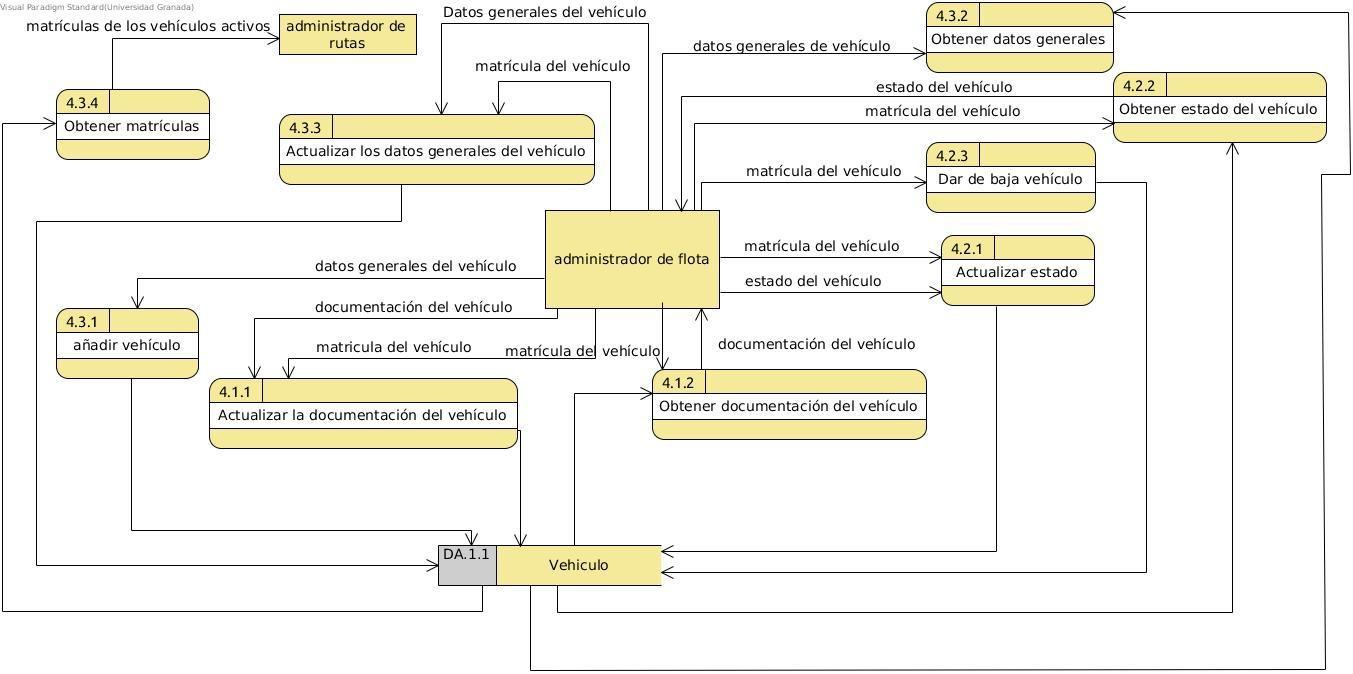 Visual Paradigm Standard(Universidad Granada)
matrículas de los vehículos activos
administrador de
rutas
Datos generales del vehículo
4.3.2
Obtener datos generales
datos generales de vehículo
matrícula del vehículo
estado del vehículo
4.2.2
Obtener estado del vehículo
matrícula del vehículo
4.3.4
Obtener matrículas
4.3.3
Actualizar los datos generales del vehículo
4.2.3
Dar de baja vehículo
matrícula del vehículo
administrador de flota
matrícula del vehículo
4.2.1
Actualizar estado
estado del vehículo
datos generales del vehículo
documentación del vehículo
4.3.1
añadir vehículo
matricula del vehículo
matrícula del vehículo
documentación del vehículo
4.1.1
Actualizar la documentación del vehículo
4.1.2
Obtener documentación del vehículo
DA.1.1
Vehiculo